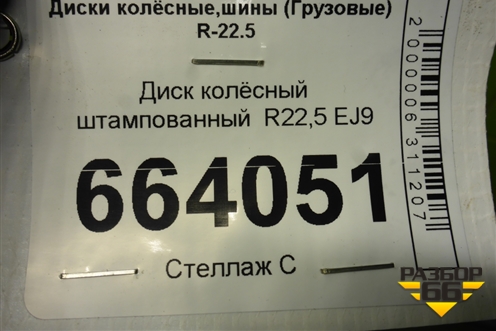 Диски колёсные,шины (Грузовые)
R-22.5
Диск колёсный
штампованный R22,5 EJ9
664051
Стеллаж С
2000006311207
РАЗБОР
66